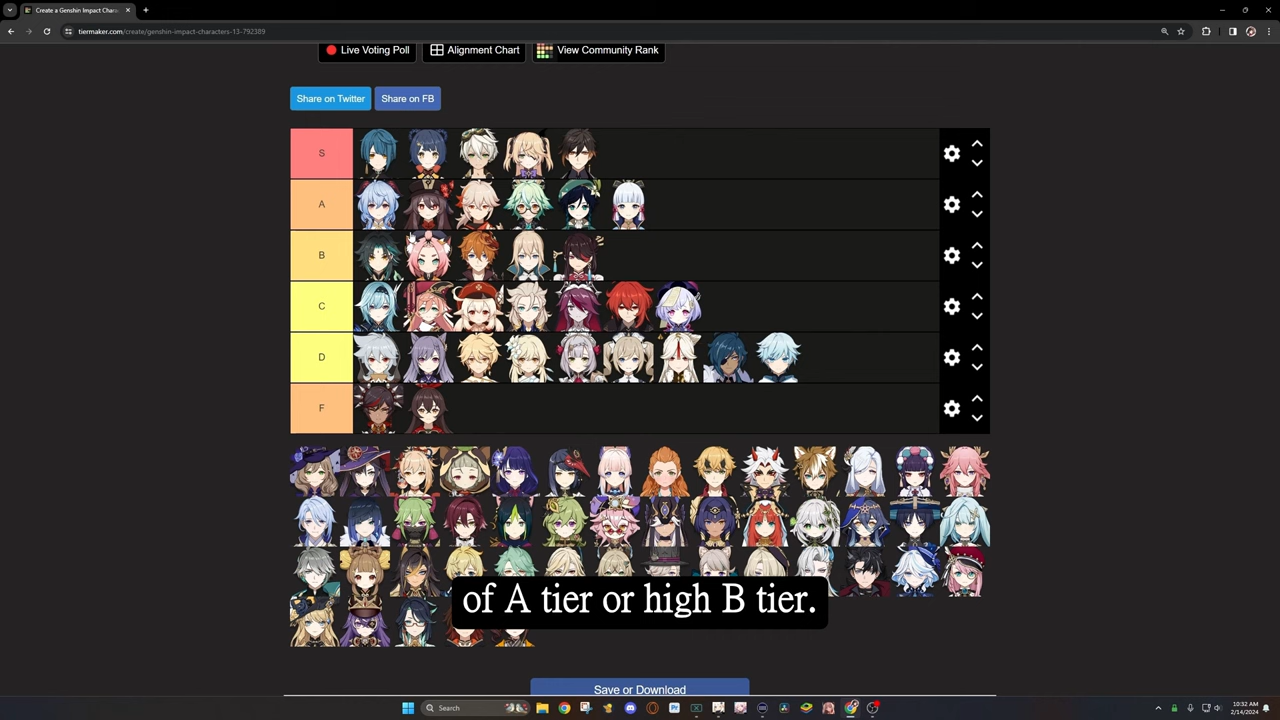 Create a Genshin Impact Chara
tiermaker.com/create/genshin-impact-characters-13-792389
Live Voting Poll
Alignment Chart
View Community Rank
Share on Twitter
Share on FB
S
A
B
C
D
F
of A tier or high B tier.
Save or Download
Search
10:32 AM
2/14/2024